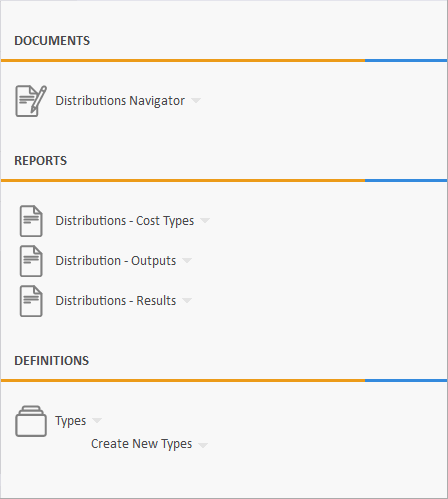 DOCUMENTS
Distributions Navigator
REPORTS
Distributions - Cost Types
Distribution - Outputs
Distributions - Results
DEFINITIONS
Types
Create New Types